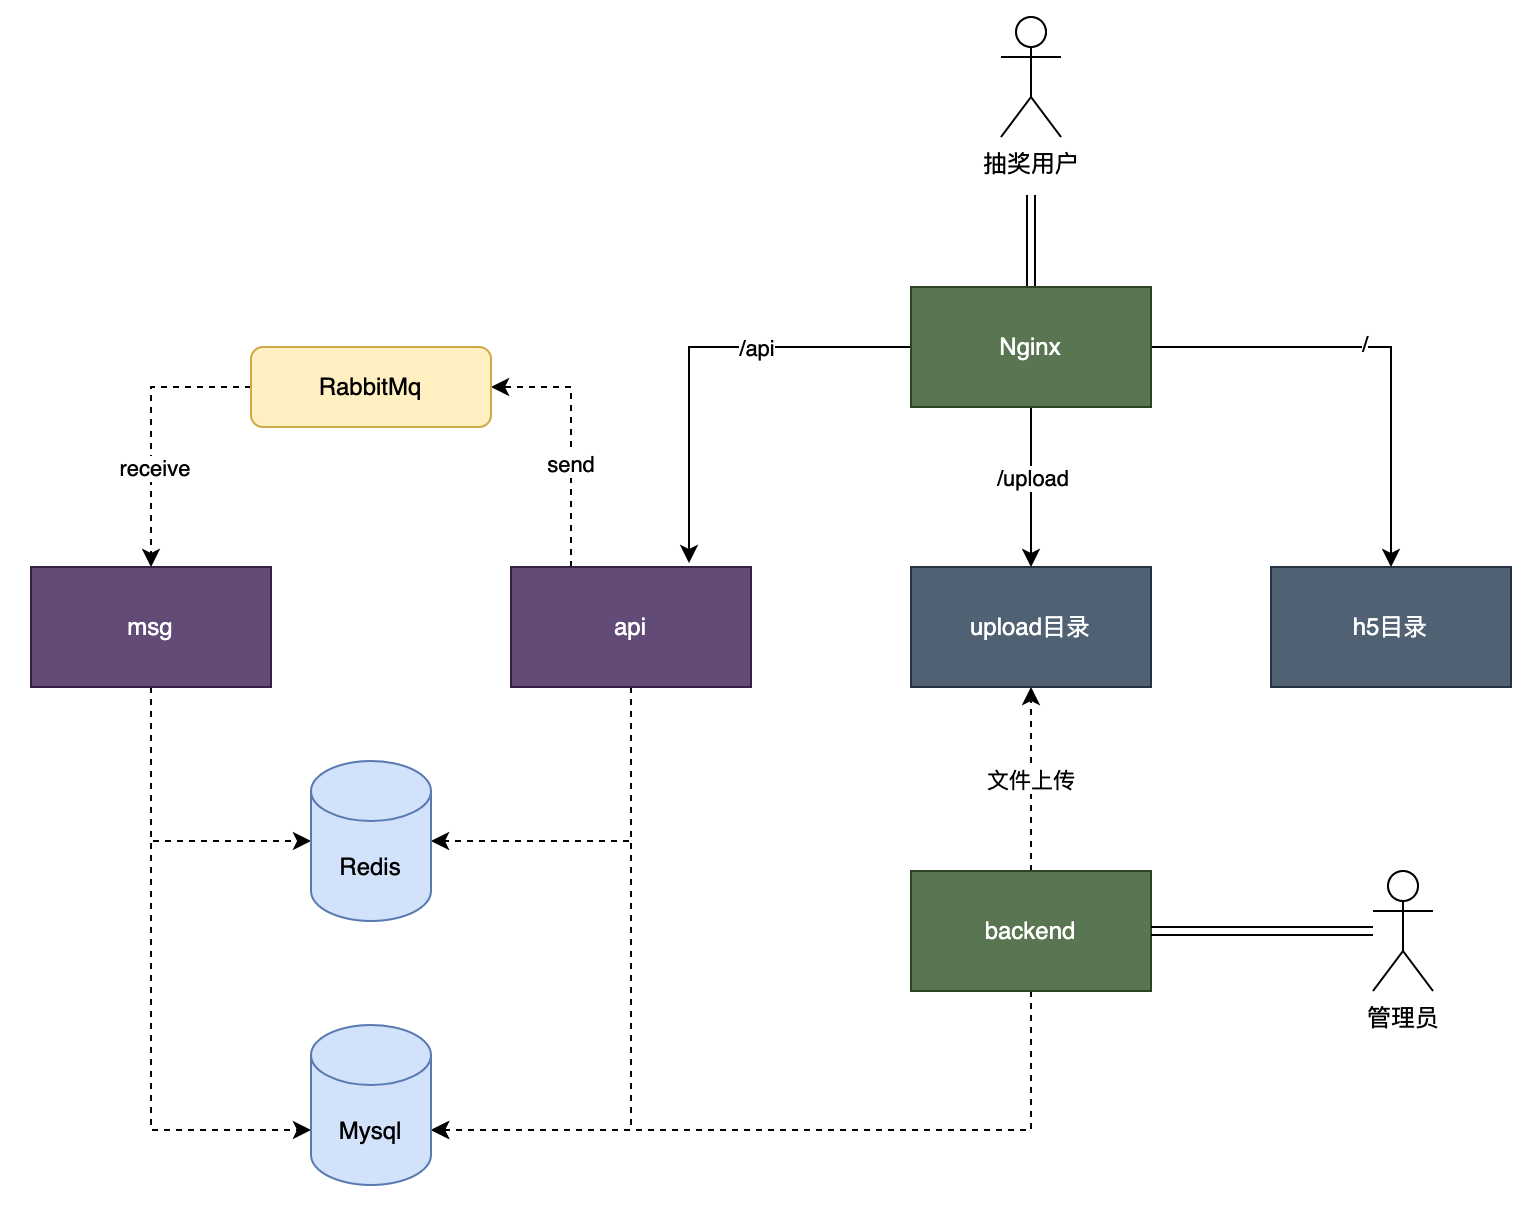 抽奖用户
Nginx
/api
/
RabbitMq
receive
send
/upload
msg
api
upload目录
h5目录
文件上传
Redis
backend
管理员
Mysql